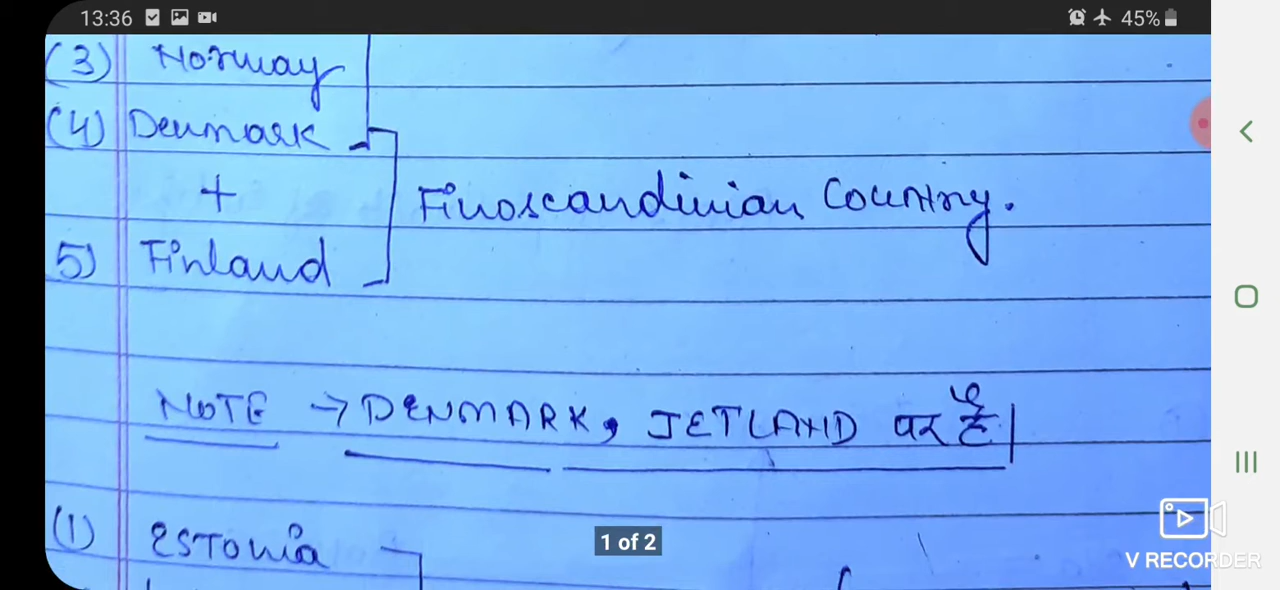 13:36 45%
(3) Norway
(4) Denmark
+
Finoscandinian Country.
5) Finland
NOTE → DENMARK, JETLAND पर है|
(1) ESTonia
1 of 2
V RECORDER